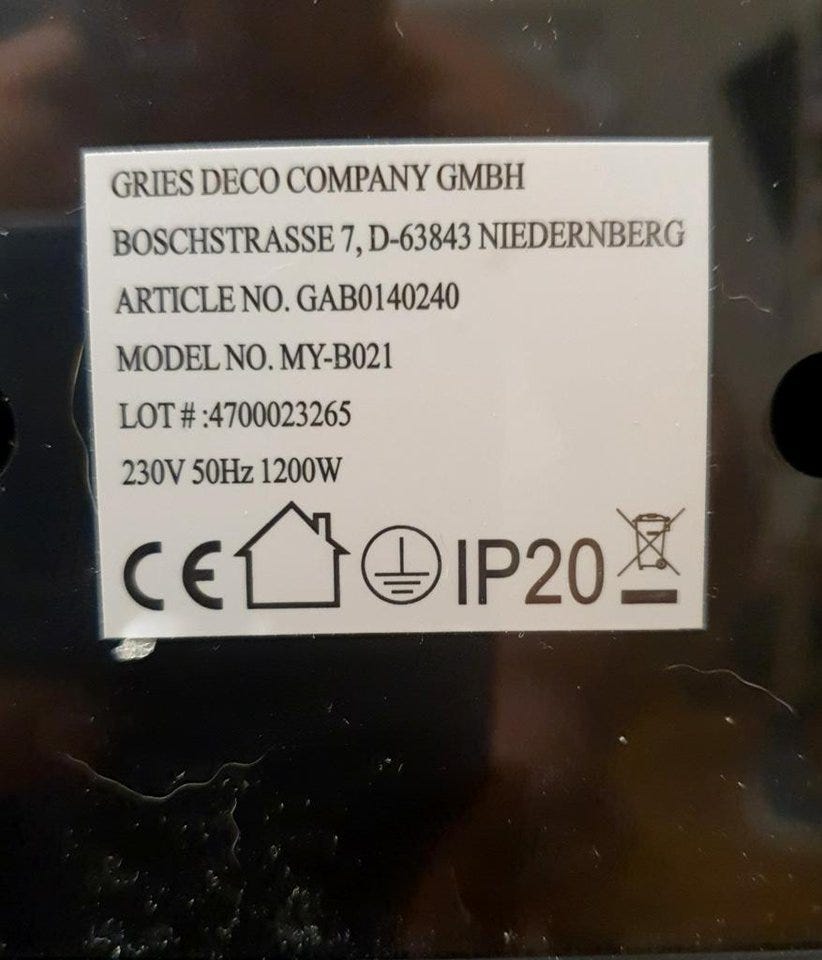 GRIES DECO COMPANY GMBH
BOSCHSTRASSE 7, D-63843 NIEDERNBERG
ARTICLE NO. GAB0140240
MODEL NO. MY-B021
LOT # :4700023265
230V 50Hz 1200W
CE IP20